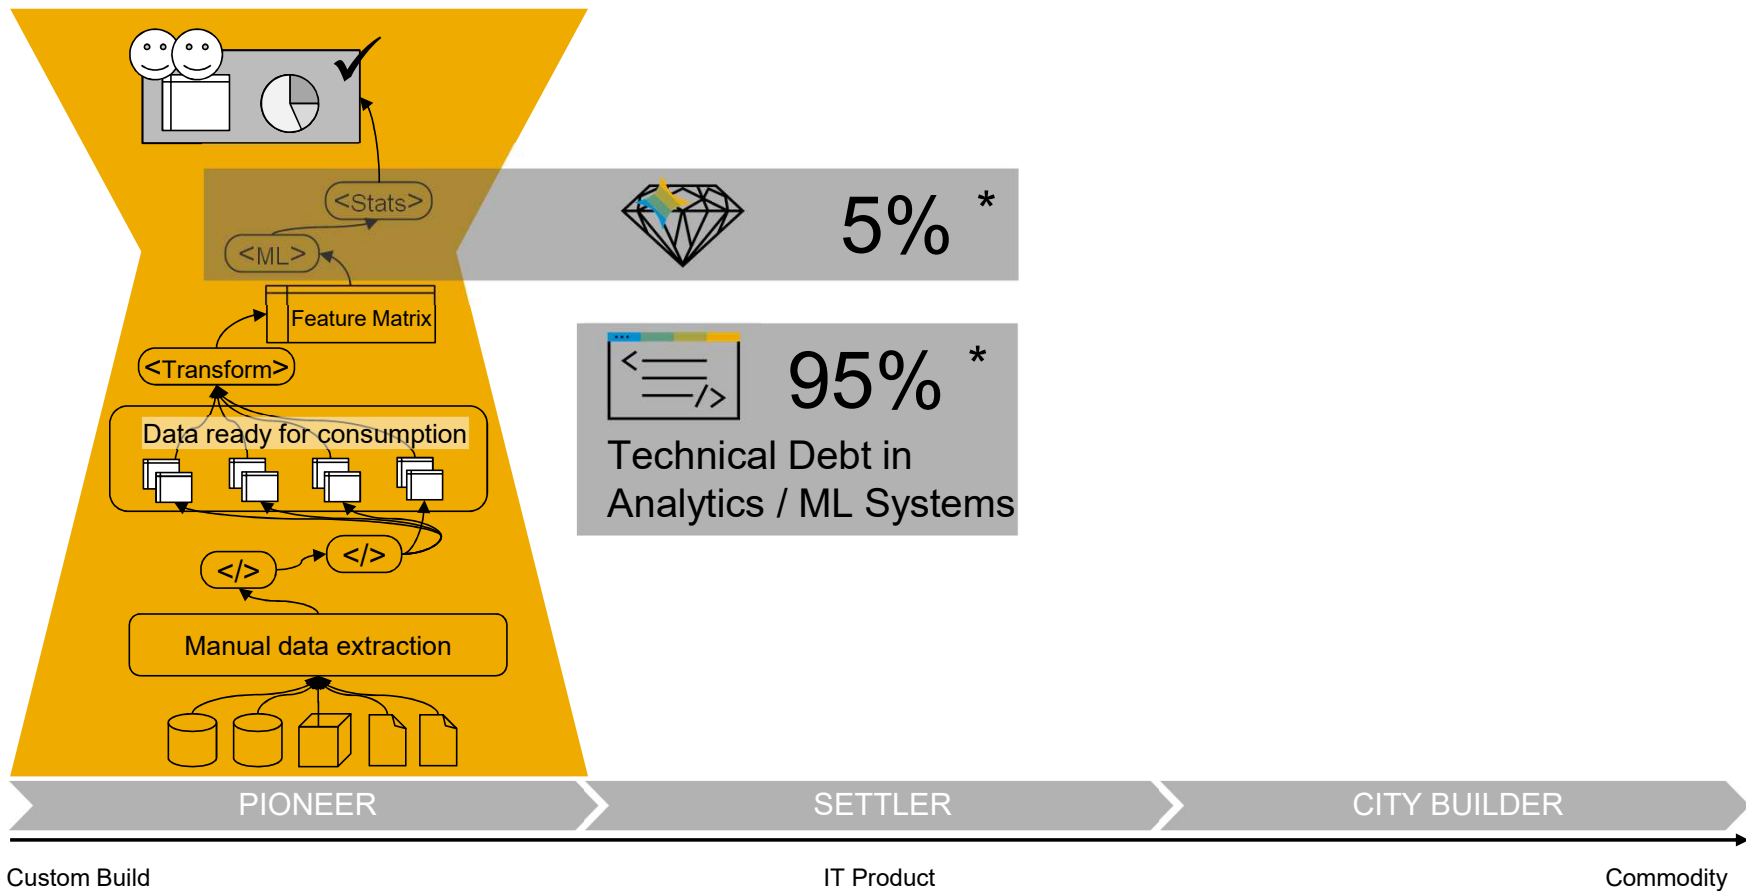 <Stats>
5% *
<ML>
Feature Matrix
<Transform>
95% *
Data ready for consumption
Technical Debt in
Analytics / ML Systems
</>
</>
Manual data extraction
PIONEER
SETTLER
CITY BUILDER
Custom Build
IT Product
Commodity